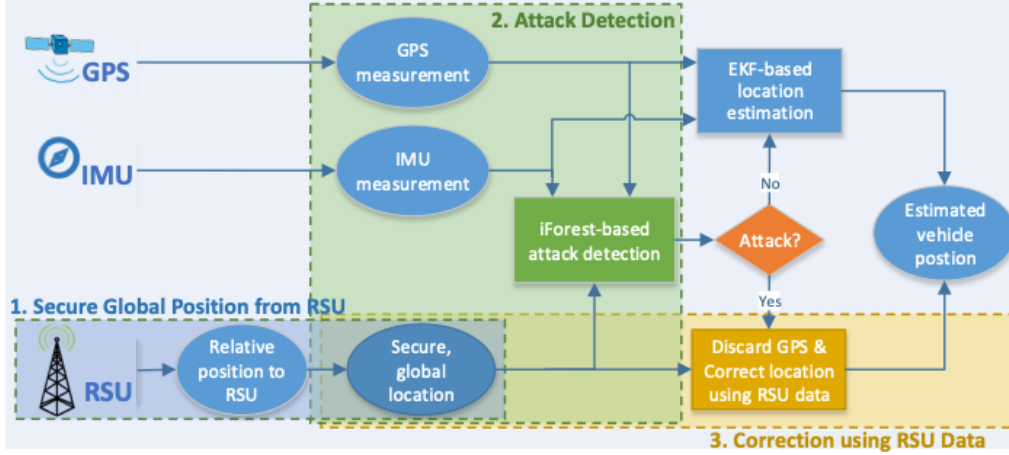 2. Attack Detection
GPS
GPS
measurement
EKF-based
location
estimation
IMU
IMU
measurement
No
iForest-based
attack detection
Attack?
Estimated
vehicle
postion
Yes
1. Secure Global Position from RSU
RSU
Relative
position to
RSU
Secure,
global
location
Discard GPS &
Correct location
using RSU data
3. Correction using RSU Data